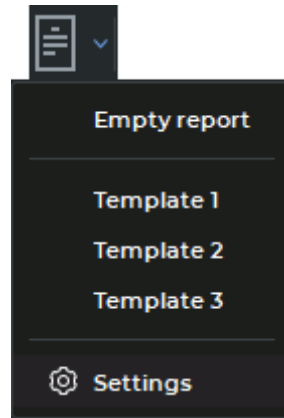 Empty report
Template 1
Template 2
Template 3
Settings